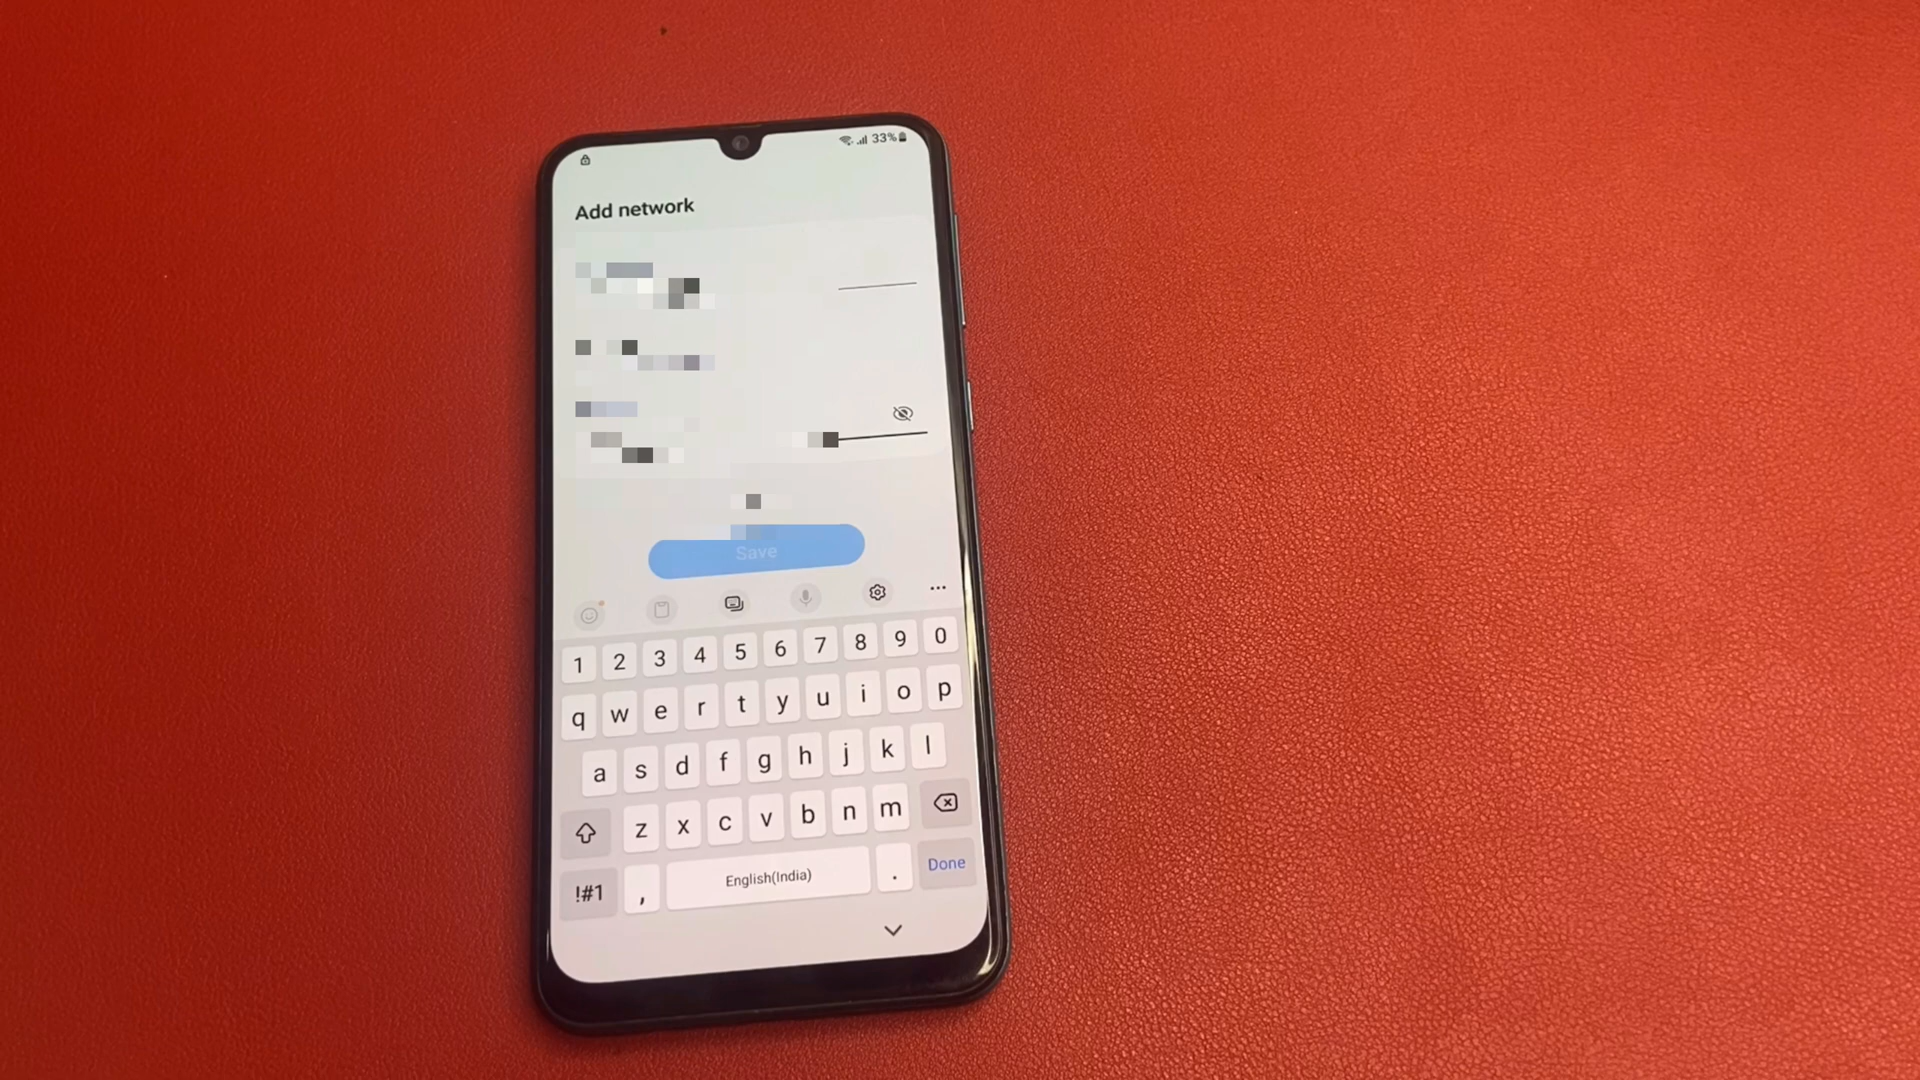 33%
Add network
Save
1 2 3 4 5 6 7 8 9 0
q w e r t y u i o p
a s d f g h j k l
z x c v b n m
!#1 , English(India) . Done